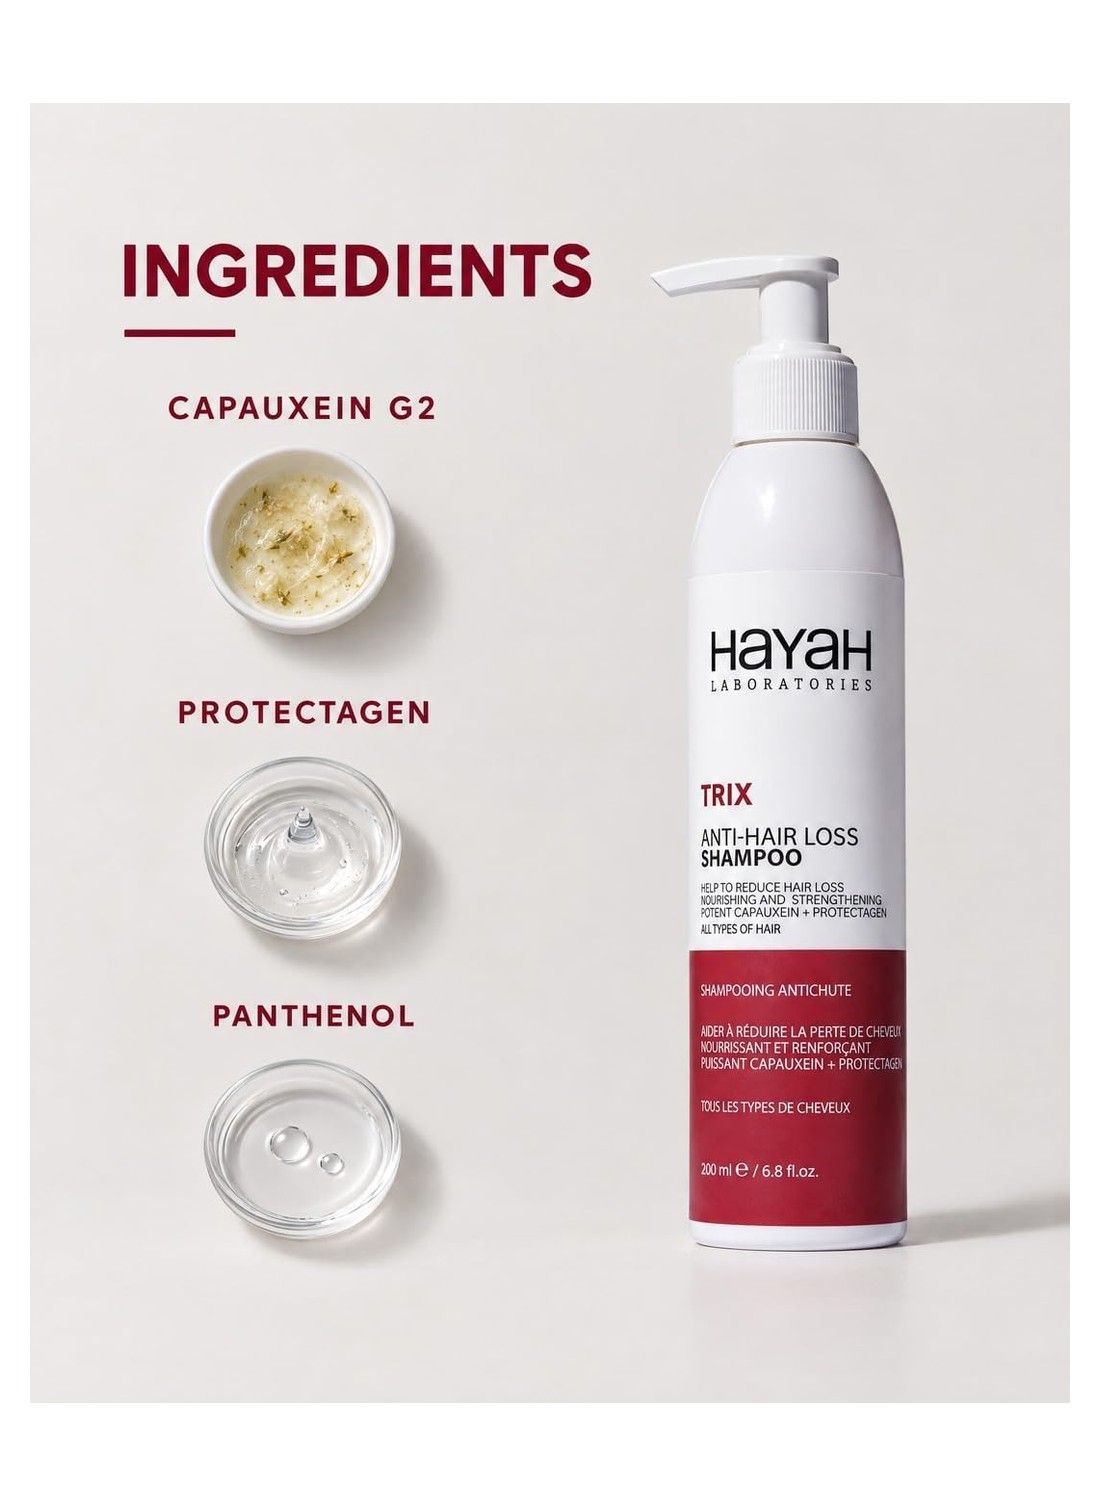 INGREDIENTS
CAPAUXEIN G2
PROTECTAGEN
PANTHENOL
HAYAH
LABORATORIES
TRIX
ANTI-HAIR LOSS
SHAMPOO
HELP TO REDUCE HAIR LOSS
NOURISHING AND STRENGTHENING
POTENT CAPAUXEIN + PROTECTAGEN
ALL TYPES OF HAIR
SHAMPOOING ANTICHUTE
AIDER À RÉDUIRE LA PERTE DE CHEVEUX
NOURRISSANT ET RENFORÇANT
PUISSANT CAPAUXEIN + PROTECTAGEN
TOUS LES TYPES DE CHEVEUX
200 ml ℮ / 6.8 fl.oz.